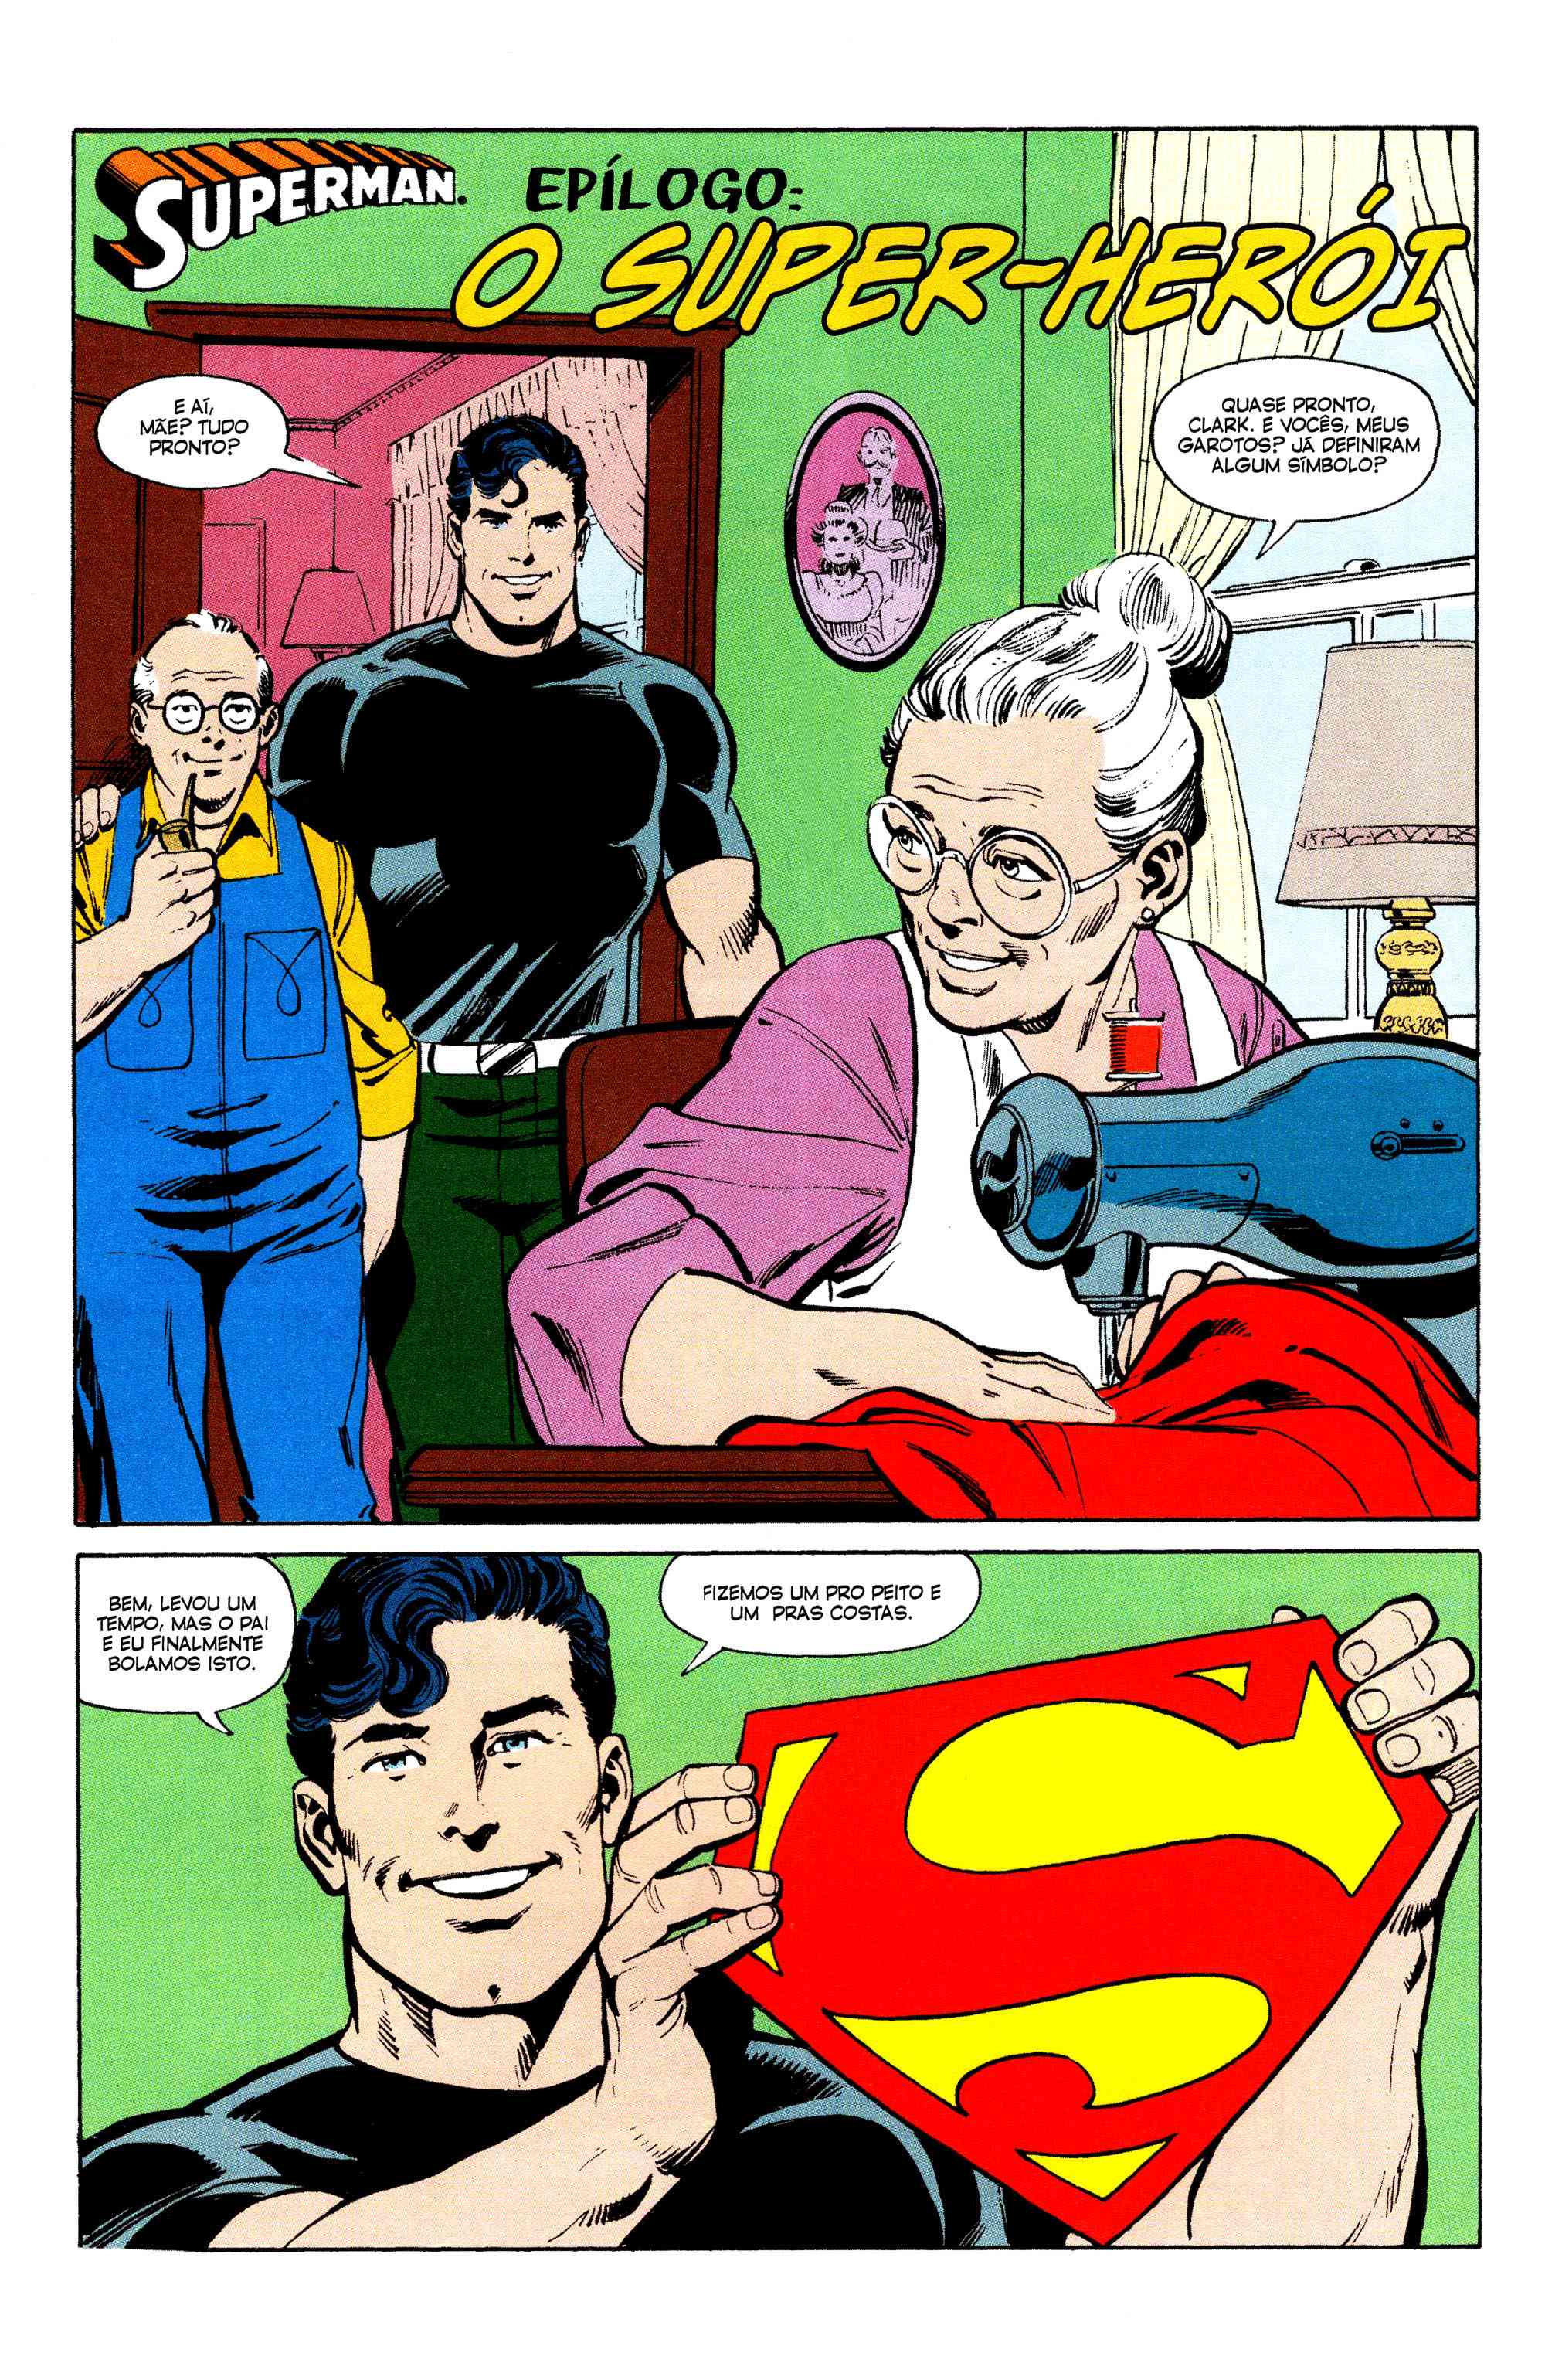 SUPERMAN.
EPÍLOGO:
O SUPER-HERÓI
E AÍ,
MÃE? TUDO
PRONTO?
QUASE PRONTO,
CLARK. E VOCÊS, MEUS
GAROTOS? JÁ DEFINIRAM
ALGUM SÍMBOLO?
BEM, LEVOU UM
TEMPO, MAS O PAI
E EU FINALMENTE
BOLAMOS ISTO.
FIZEMOS UM PRO PEITO E
UM PRAS COSTAS.
S